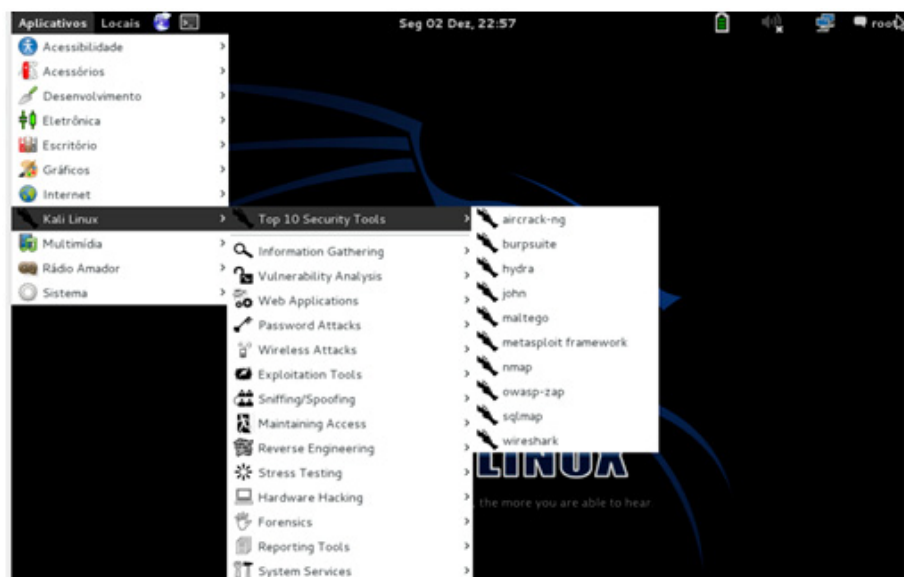 Aplicativos Locais Seg 02 Dez, 22:57 root
Acessibilidade
Acessórios
Desenvolvimento
Eletrônica
Escritório
Gráficos
Internet
Kali Linux
Multimídia
Rádio Amador
Sistema
Top 10 Security Tools
Information Gathering
Vulnerability Analysis
Web Applications
Password Attacks
Wireless Attacks
Exploitation Tools
Sniffing/Spoofing
Maintaining Access
Reverse Engineering
Stress Testing
Hardware Hacking
Forensics
Reporting Tools
System Services
aircrack-ng
burpsuite
hydra
john
maltego
metasploit framework
nmap
owasp-zap
sqlmap
wireshark
LINUX
the more you are able to hear